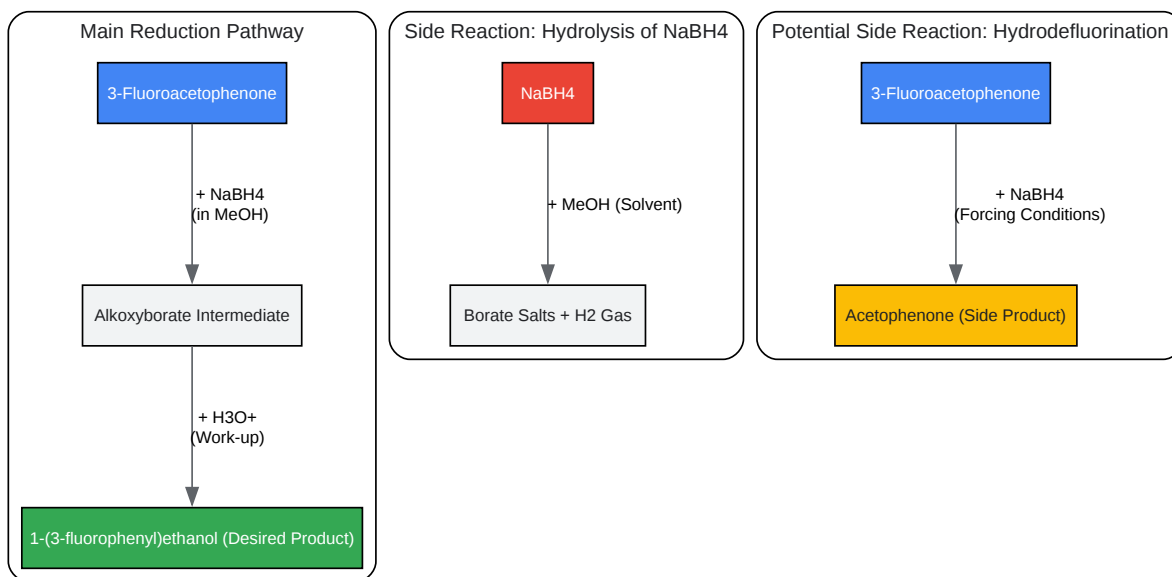 Main Reduction Pathway
3-Fluoroacetophenone
+ NaBH4
(in MeOH)
Alkoxyborate Intermediate
+ H3O+
(Work-up)
1-(3-fluorophenyl)ethanol (Desired Product)
Side Reaction: Hydrolysis of NaBH4
NaBH4
+ MeOH (Solvent)
Borate Salts + H2 Gas
Potential Side Reaction: Hydrodefluorination
3-Fluoroacetophenone
+ NaBH4
(Forcing Conditions)
Acetophenone (Side Product)